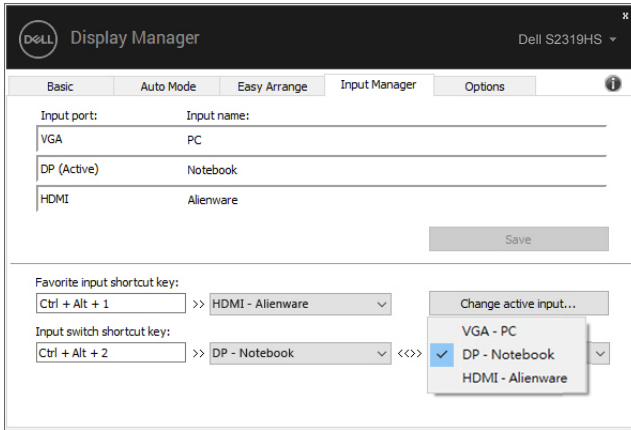 DELL Display Manager
x
Dell S2319HS
Basic Auto Mode Easy Arrange Input Manager Options i
Input port: Input name:
VGA PC
DP (Active) Notebook
HDMI Alienware
Save
Favorite input shortcut key:
Ctrl + Alt + 1 >> HDMI - Alienware Change active input...
Input switch shortcut key:
Ctrl + Alt + 2 >> DP - Notebook <<>>
VGA - PC
DP - Notebook
HDMI - Alienware